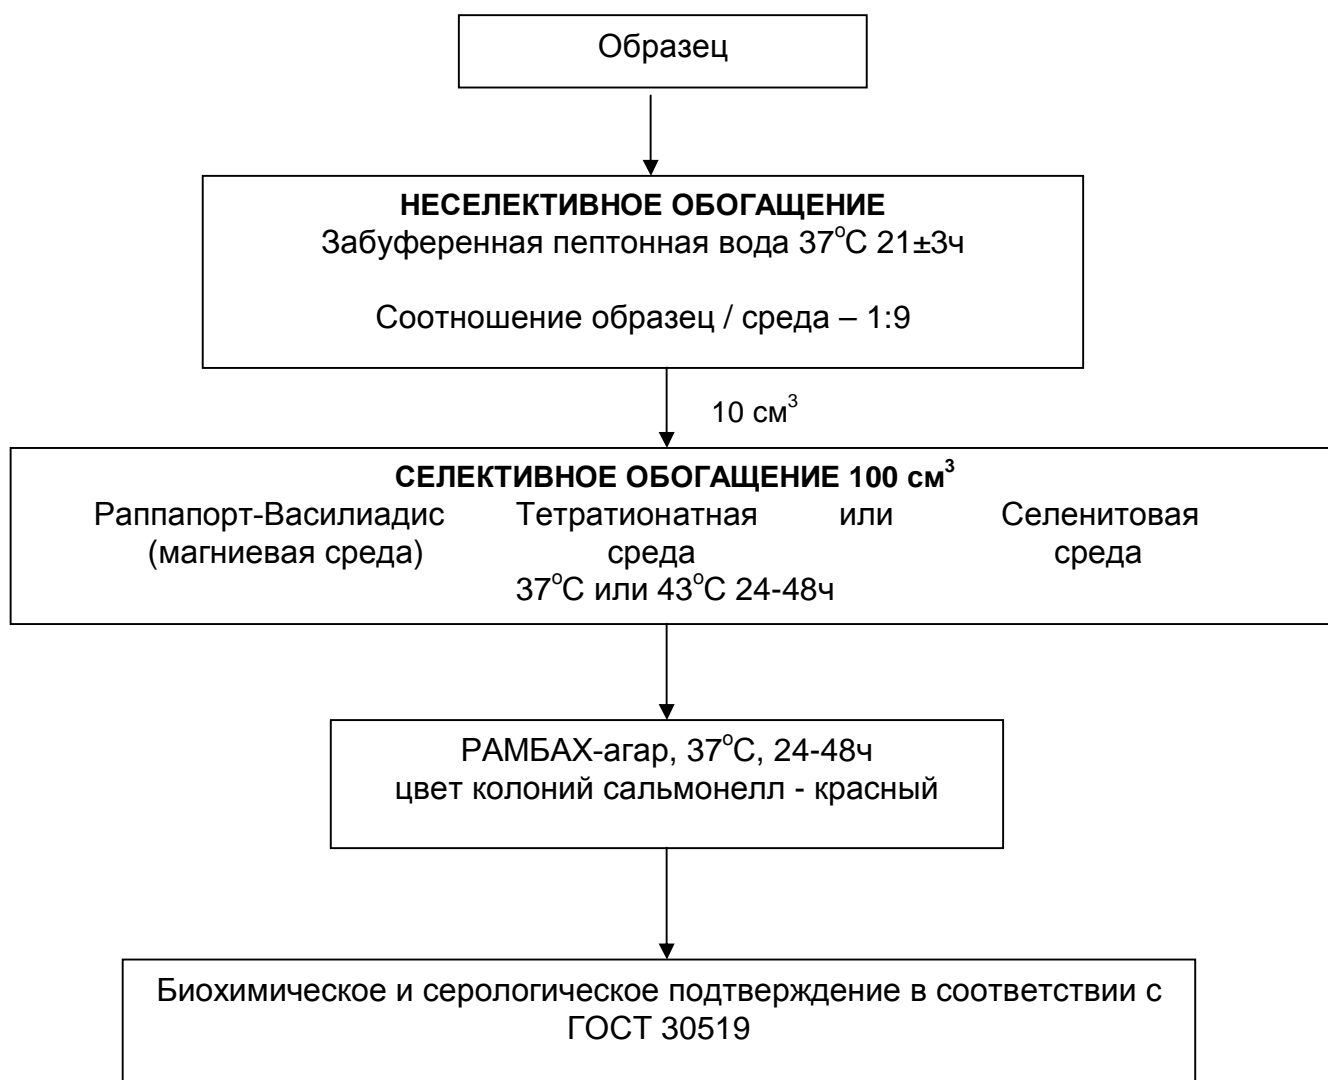 Образец
НЕСЕЛЕКТИВНОЕ ОБОГАЩЕНИЕ
Забуференная пептонная вода 37°С 21±3ч
Соотношение образец / среда – 1:9
10 см³
СЕЛЕКТИВНОЕ ОБОГАЩЕНИЕ 100 см³
Раппапорт-Василиадис Тетратионатная или Селенитовая
(магниевая среда) среда среда
37°С или 43°С 24-48ч
РАМБАХ-агар, 37°С, 24-48ч
цвет колоний сальмонелл - красный
Биохимическое и серологическое подтверждение в соответствии с
ГОСТ 30519